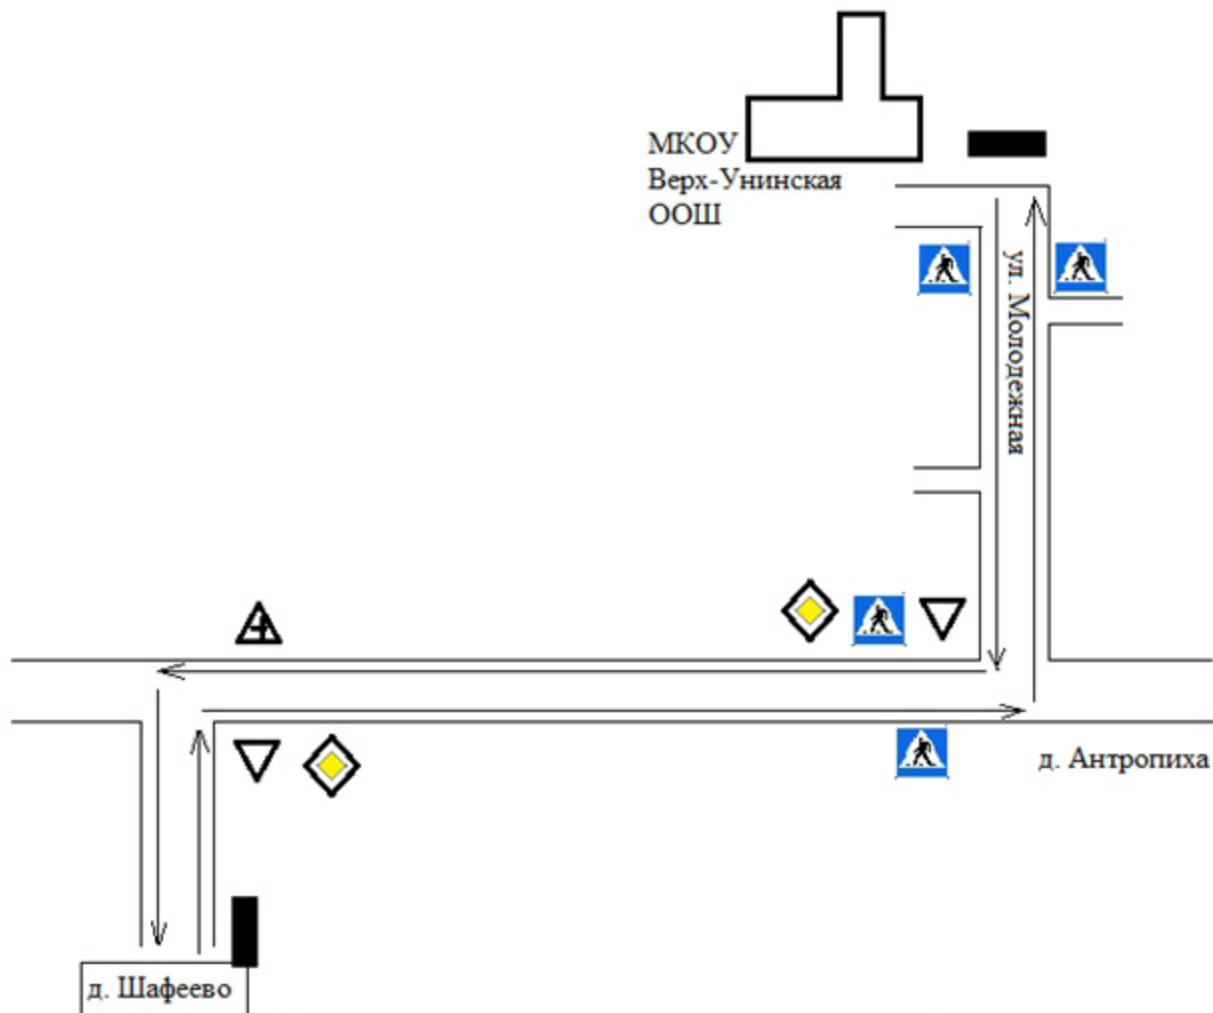 МКОУ
Верх-Унинская
ООШ
ул. Молодежная
д. Антропиха
д. Шафеево